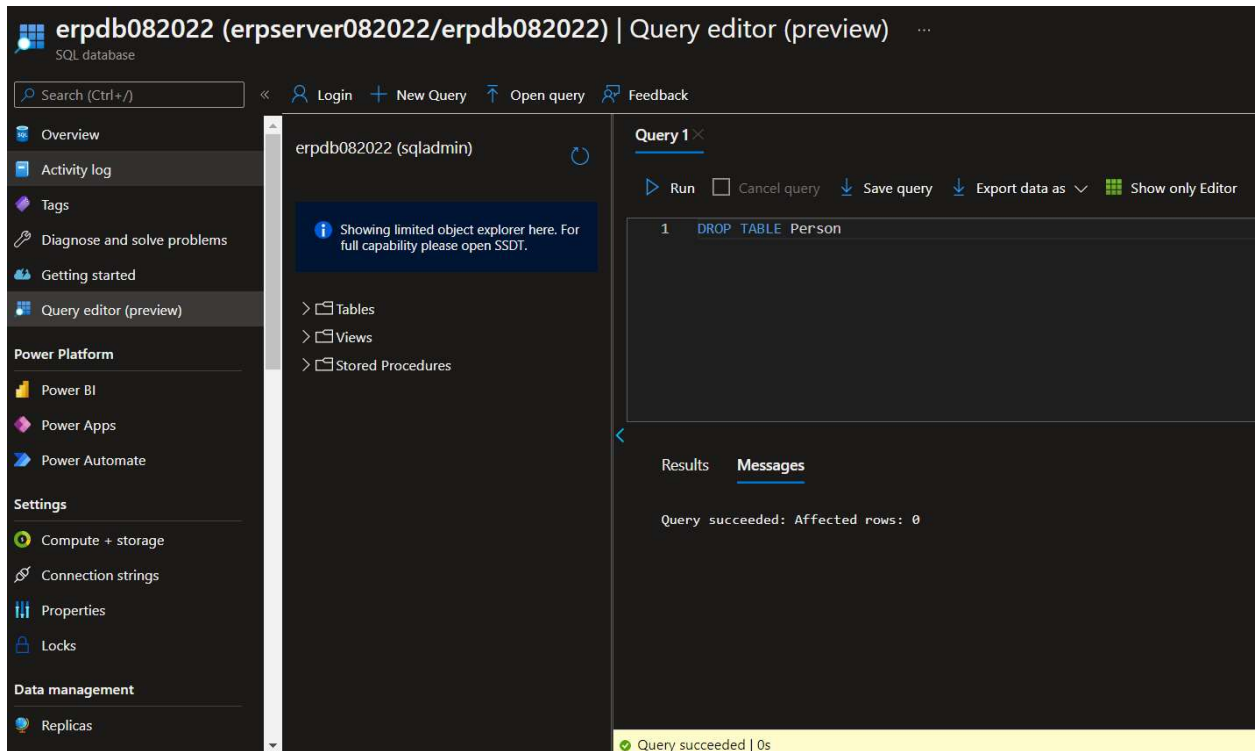 erpdb082022 (erpserver082022/erpdb082022) | Query editor (preview) ...
SQL database
Search (Ctrl+/)
«
Login
New Query
Open query
Feedback
Overview
Activity log
Tags
Diagnose and solve problems
Getting started
Query editor (preview)
Power Platform
Power BI
Power Apps
Power Automate
Settings
Compute + storage
Connection strings
Properties
Locks
Data management
Replicas
erpdb082022 (sqladmin)
Showing limited object explorer here. For
full capability please open SSDT.
Tables
Views
Stored Procedures
Query 1
Run
Cancel query
Save query
Export data as
Show only Editor
1 DROP TABLE Person
Results
Messages
Query succeeded: Affected rows: 0
Query succeeded | 0s